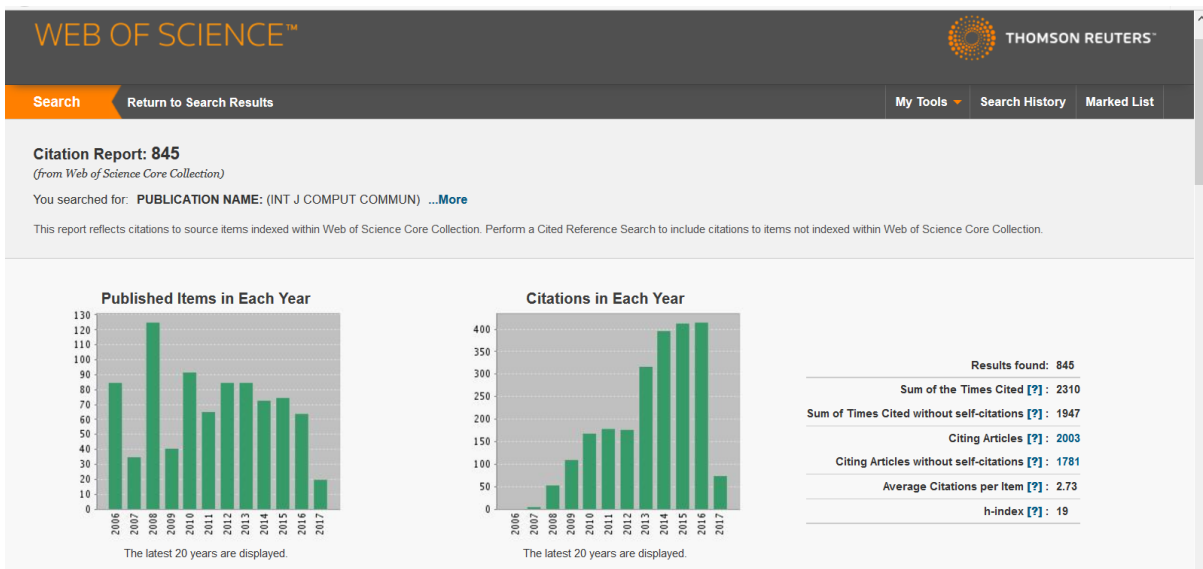 WEB OF SCIENCE™
THOMSON REUTERS™
Search
Return to Search Results
My Tools
Search History
Marked List
Citation Report: 845
(from Web of Science Core Collection)
You searched for: PUBLICATION NAME: (INT J COMPUT COMMUN) ...More
This report reflects citations to source items indexed within Web of Science Core Collection. Perform a Cited Reference Search to include citations to items not indexed within Web of Science Core Collection.
Published Items in Each Year
130
120
110
100
90
80
70
60
50
40
30
20
10
0
2006
2007
2008
2009
2010
2011
2012
2013
2014
2015
2016
2017
The latest 20 years are displayed.
Citations in Each Year
400
350
300
250
200
150
100
50
0
2006
2007
2008
2009
2010
2011
2012
2013
2014
2015
2016
2017
The latest 20 years are displayed.
Results found: 845
Sum of the Times Cited [?] : 2310
Sum of Times Cited without self-citations [?] : 1947
Citing Articles [?] : 2003
Citing Articles without self-citations [?] : 1781
Average Citations per Item [?] : 2.73
h-index [?] : 19